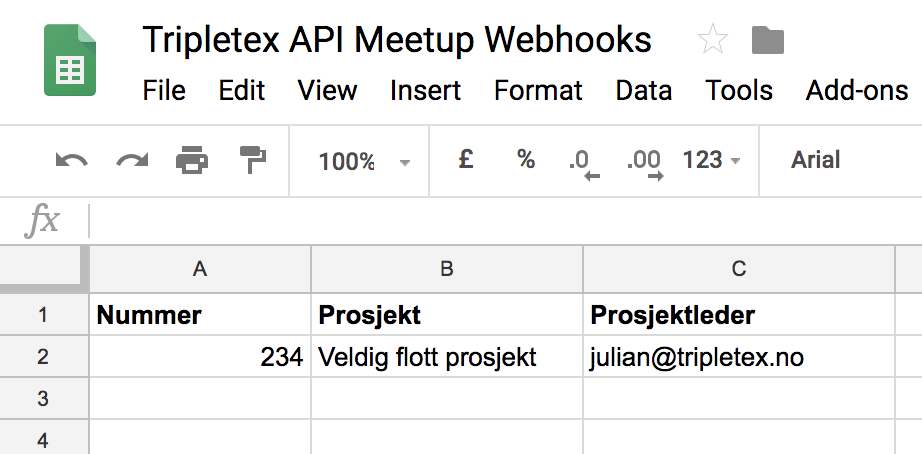 Tripletex API Meetup Webhooks
File Edit View Insert Format Data Tools Add-ons
100% £ % .0 .00 123 Arial
fx
A B C
1 Nummer Prosjekt Prosjektleder
2 234 Veldig flott prosjekt julian@tripletex.no
3
4